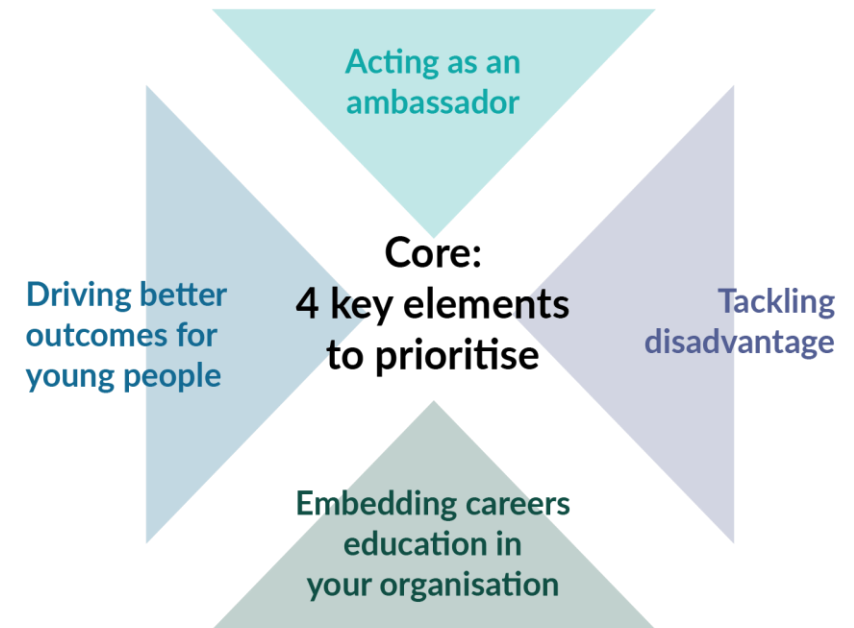 Acting as an
ambassador
Core:
4 key elements
to prioritise
Driving better
outcomes for
young people
Tackling
disadvantage
Embedding careers
education in
your organisation